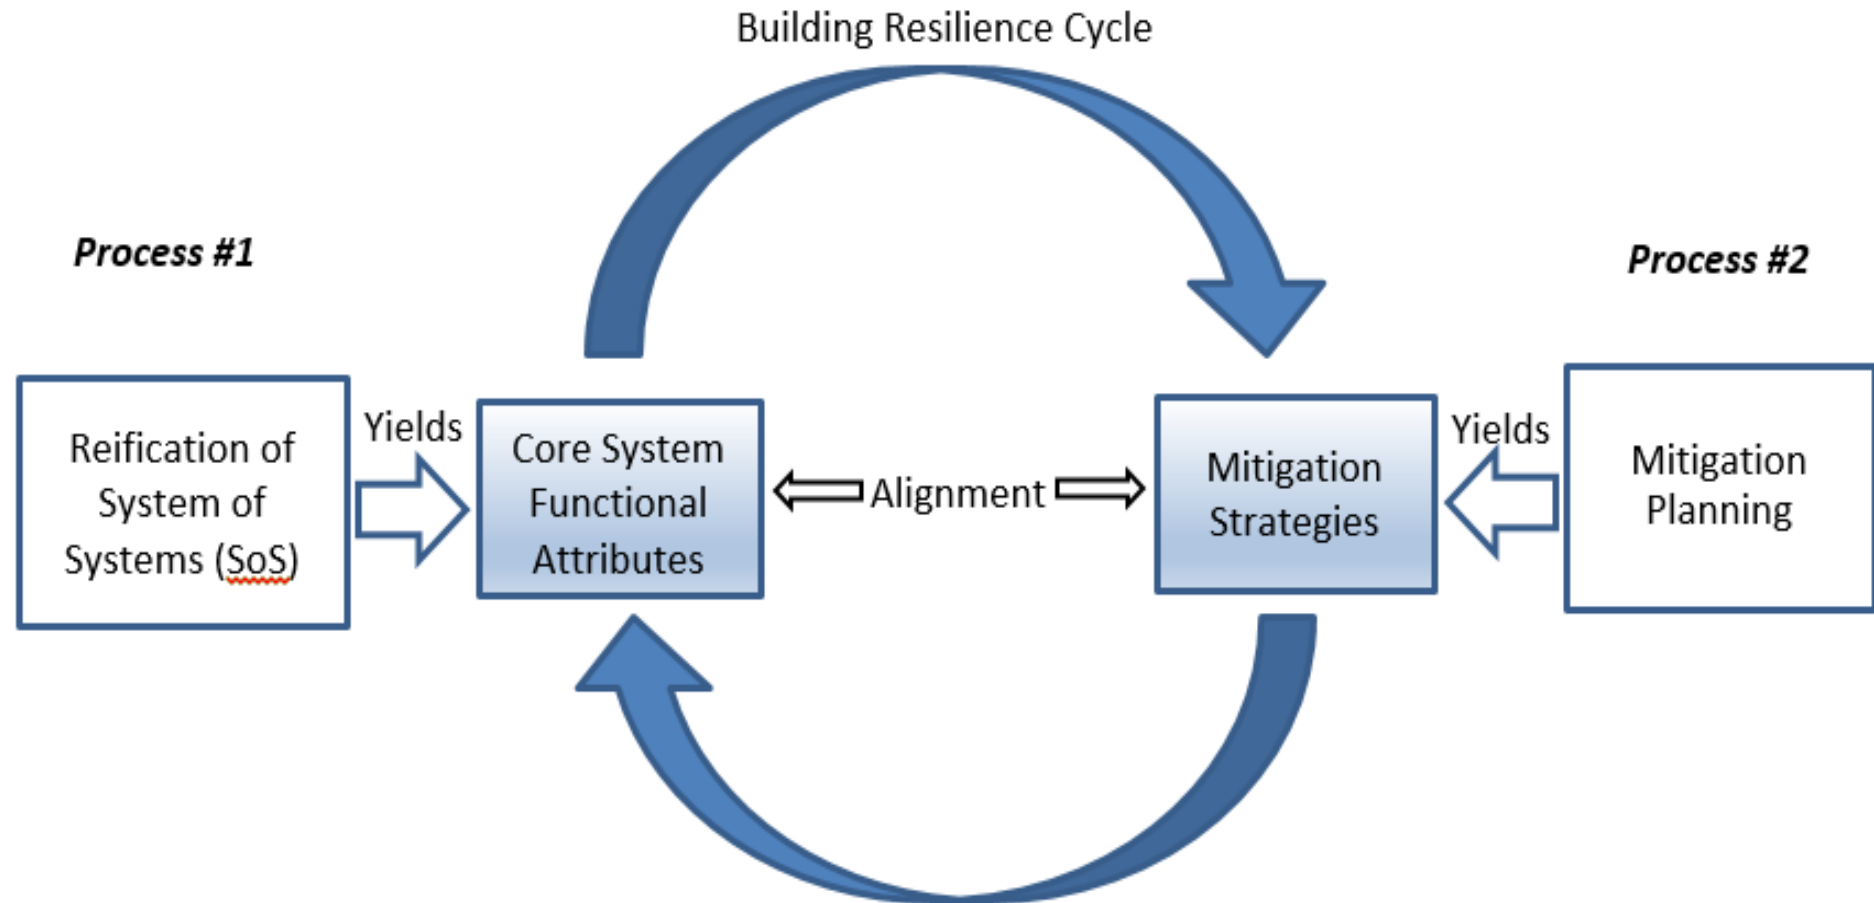 Building Resilience Cycle
Process #1
Process #2
Reification of
System of
Systems (SoS)
Yields
Core System
Functional
Attributes
Alignment
Mitigation
Strategies
Yields
Mitigation
Planning